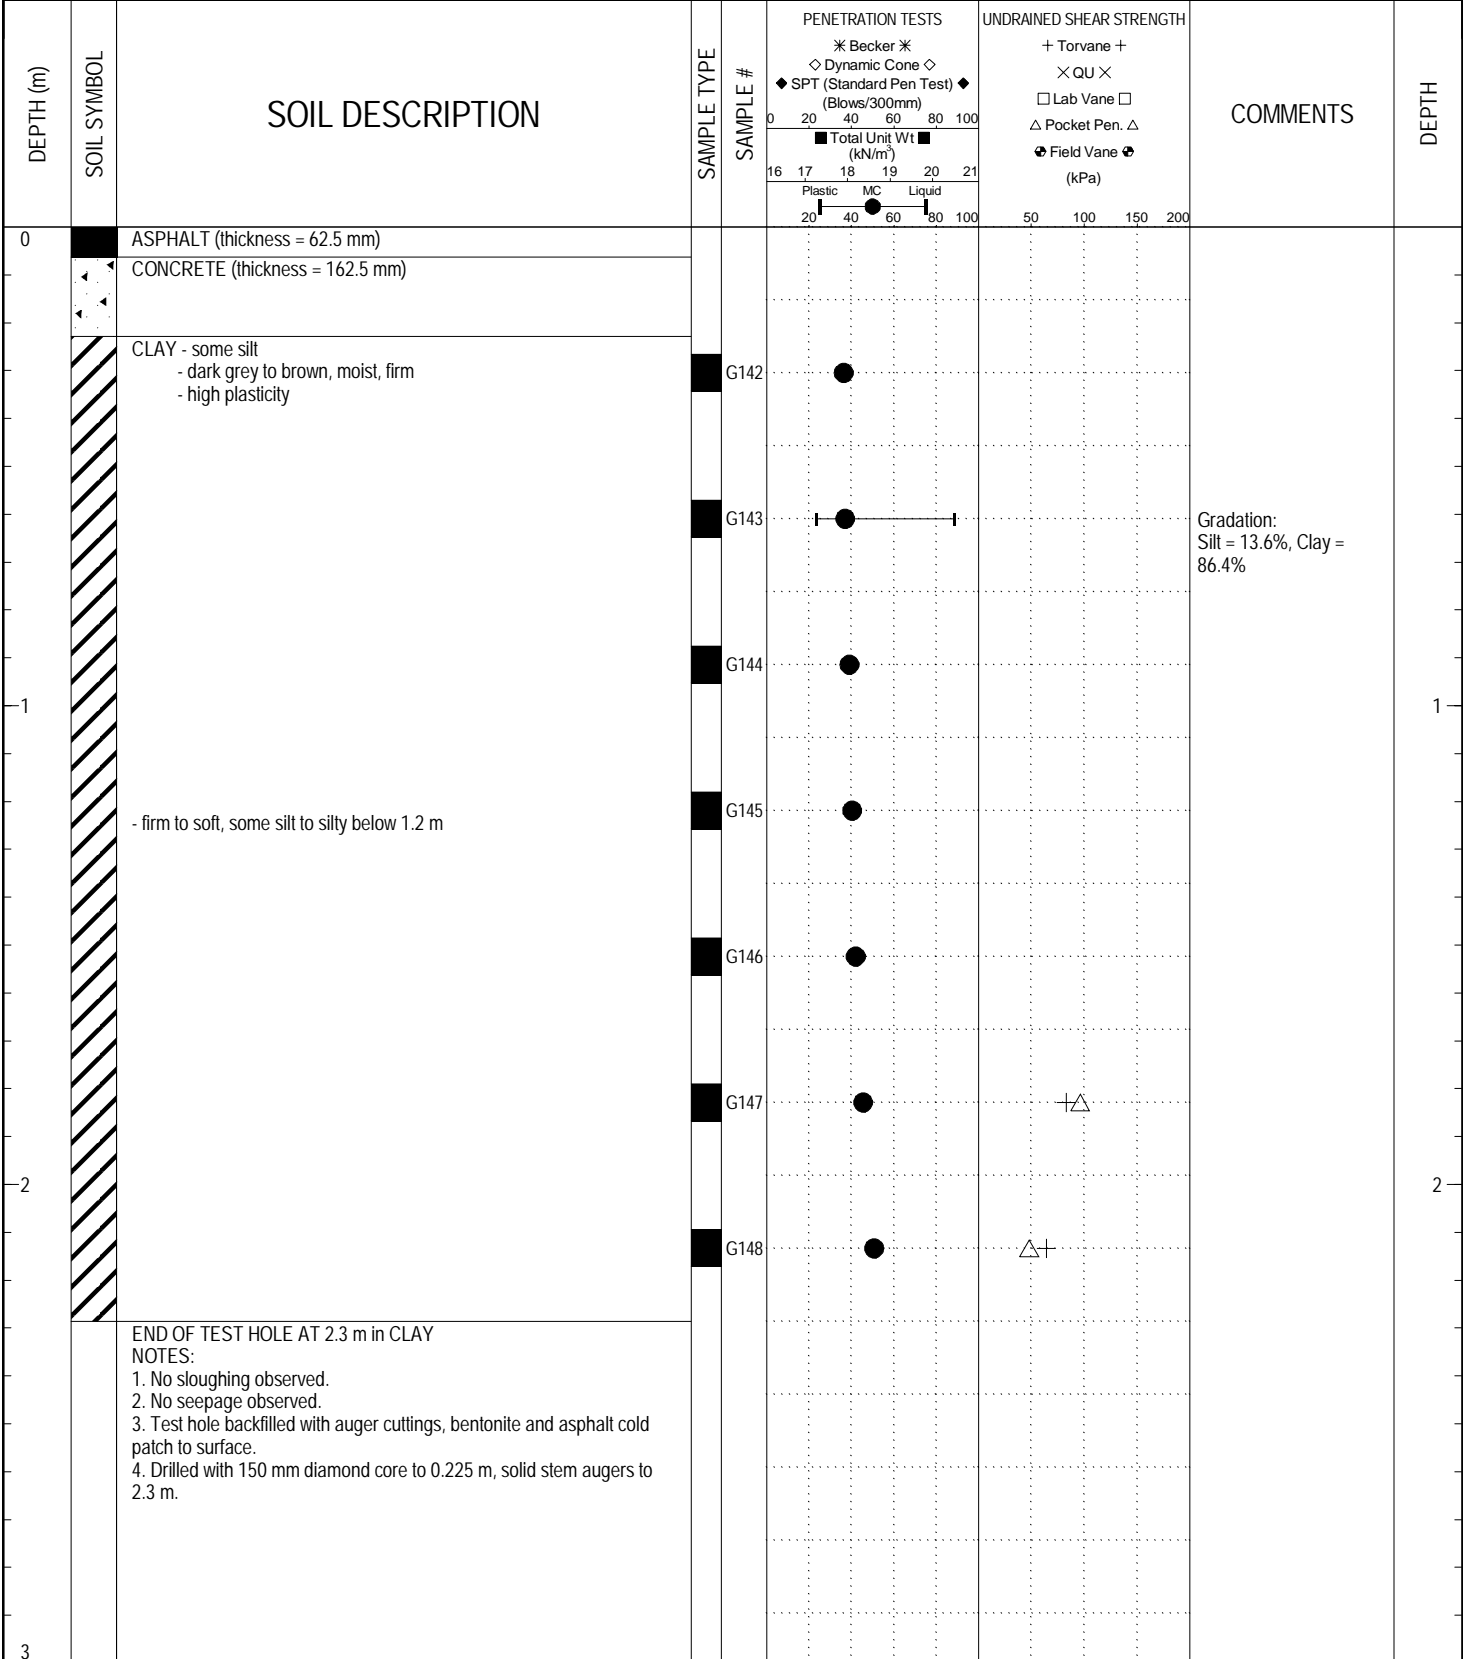 DEPTH (m)
SOIL SYMBOL
SOIL DESCRIPTION
SAMPLE TYPE
SAMPLE #
PENETRATION TESTS
✳ Becker ✳
◇ Dynamic Cone ◇
◆ SPT (Standard Pen Test) ◆
(Blows/300mm)
0 20 40 60 80 100
■ Total Unit Wt ■
(kN/m³)
16 17 18 19 20 21
Plastic MC Liquid
20 40 60 80 100
UNDRAINED SHEAR STRENGTH
+ Torvane +
× QU ×
□ Lab Vane □
△ Pocket Pen. △
Field Vane
(kPa)
50 100 150 200
COMMENTS
DEPTH
0
ASPHALT (thickness = 62.5 mm)
CONCRETE (thickness = 162.5 mm)
CLAY - some silt
- dark grey to brown, moist, firm
- high plasticity
G142
G143
Gradation:
Silt = 13.6%, Clay =
86.4%
G144
1
1
G145
- firm to soft, some silt to silty below 1.2 m
G146
G147
2
2
G148
END OF TEST HOLE AT 2.3 m in CLAY
NOTES:
1. No sloughing observed.
2. No seepage observed.
3. Test hole backfilled with auger cuttings, bentonite and asphalt cold
patch to surface.
4. Drilled with 150 mm diamond core to 0.225 m, solid stem augers to
2.3 m.
3